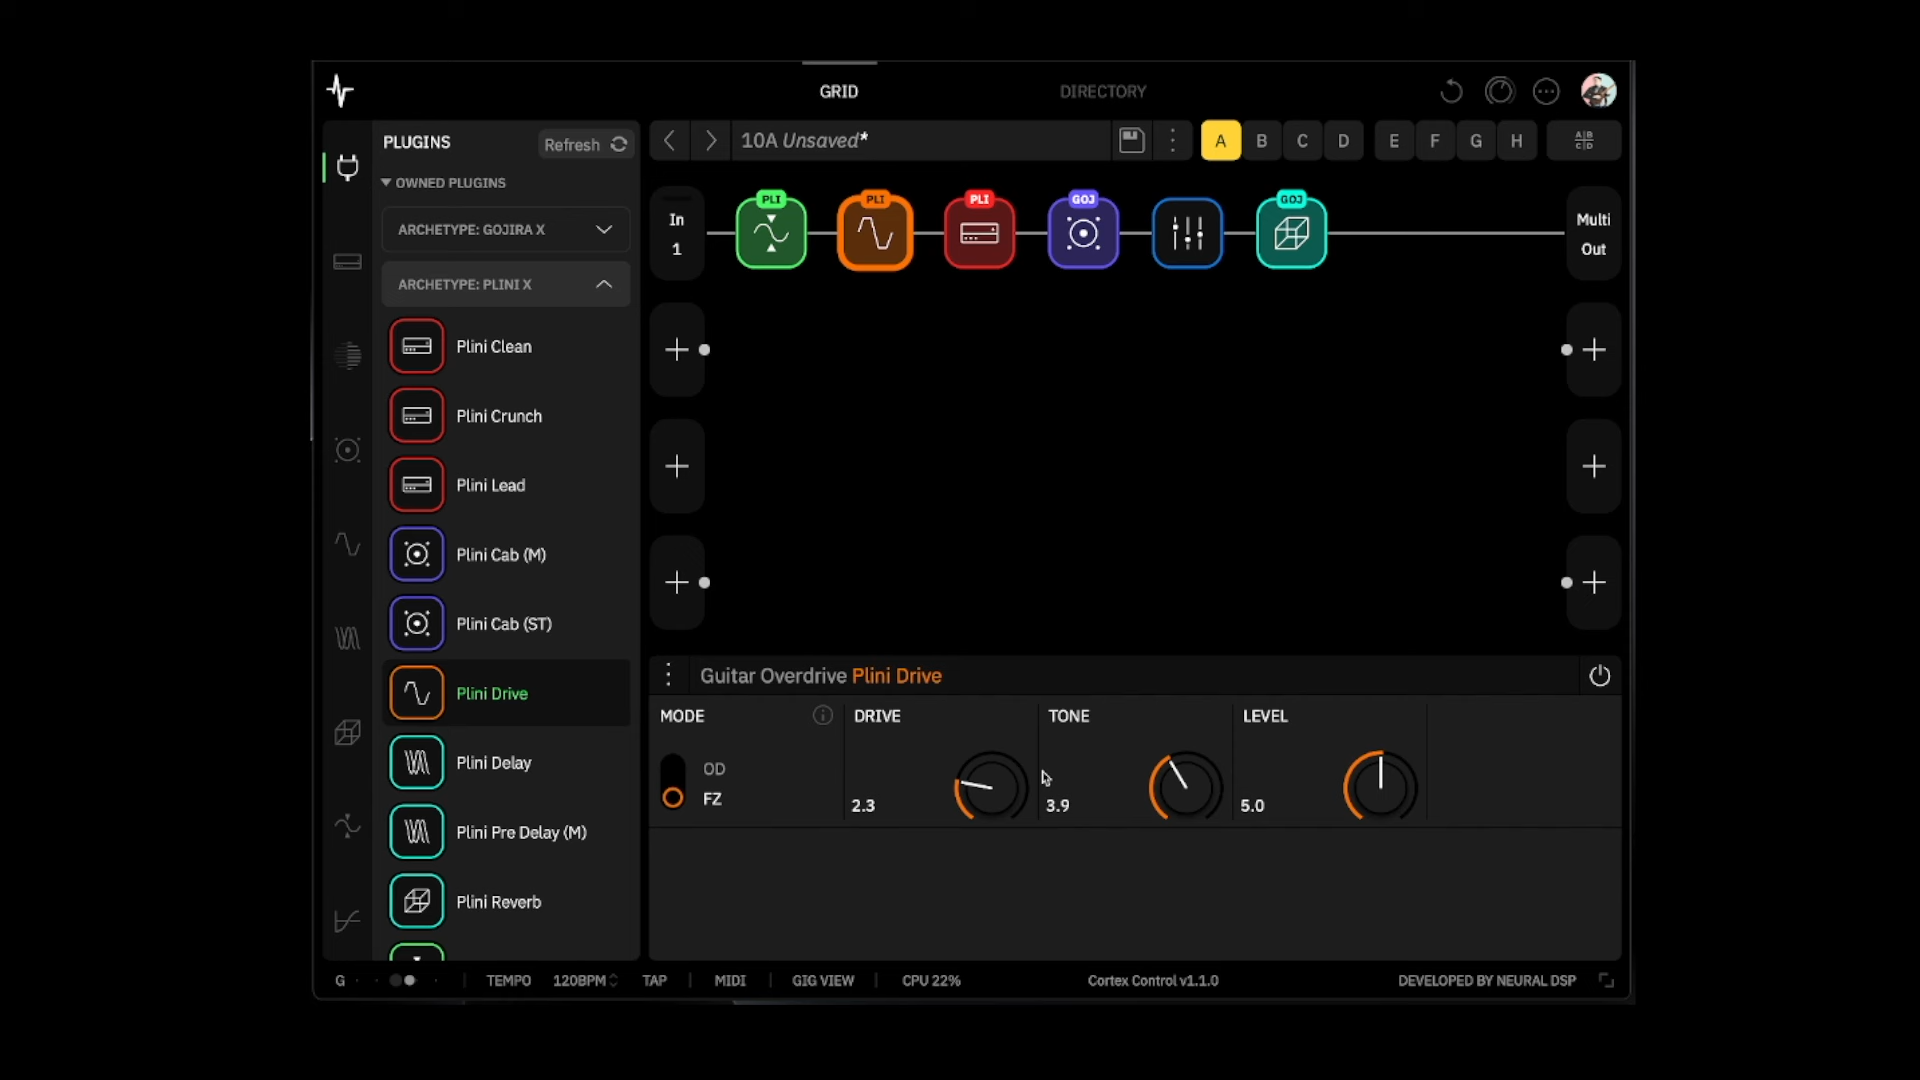 GRID
DIRECTORY
PLUGINS
Refresh
10A Unsaved*
A
B
C
D
E
F
G
H
A B
C D
OWNED PLUGINS
ARCHETYPE: GOJIRA X
ARCHETYPE: PLINI X
Plini Clean
Plini Crunch
Plini Lead
Plini Cab (M)
Plini Cab (ST)
Plini Drive
Plini Delay
Plini Pre Delay (M)
Plini Reverb
In
1
PLI
PLI
PLI
GOJ
GOJ
Multi
Out
Guitar Overdrive Plini Drive
MODE
OD
FZ
DRIVE
2.3
TONE
3.9
LEVEL
5.0
G
TEMPO
120BPM
TAP
MIDI
GIG VIEW
CPU 22%
Cortex Control v1.1.0
DEVELOPED BY NEURAL DSP